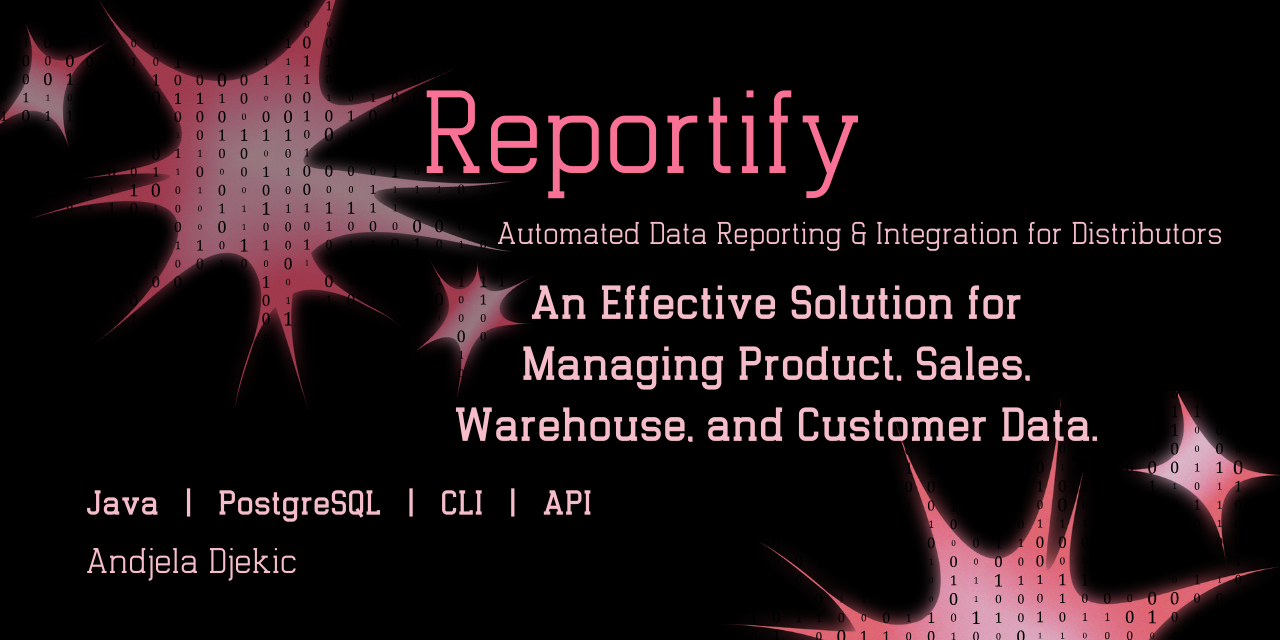 Reportify
Automated Data Reporting & Integration for Distributors
An Effective Solution for
Managing Product, Sales,
Warehouse, and Customer Data.
Java | PostgreSQL | CLI | API
Andjela Djekic